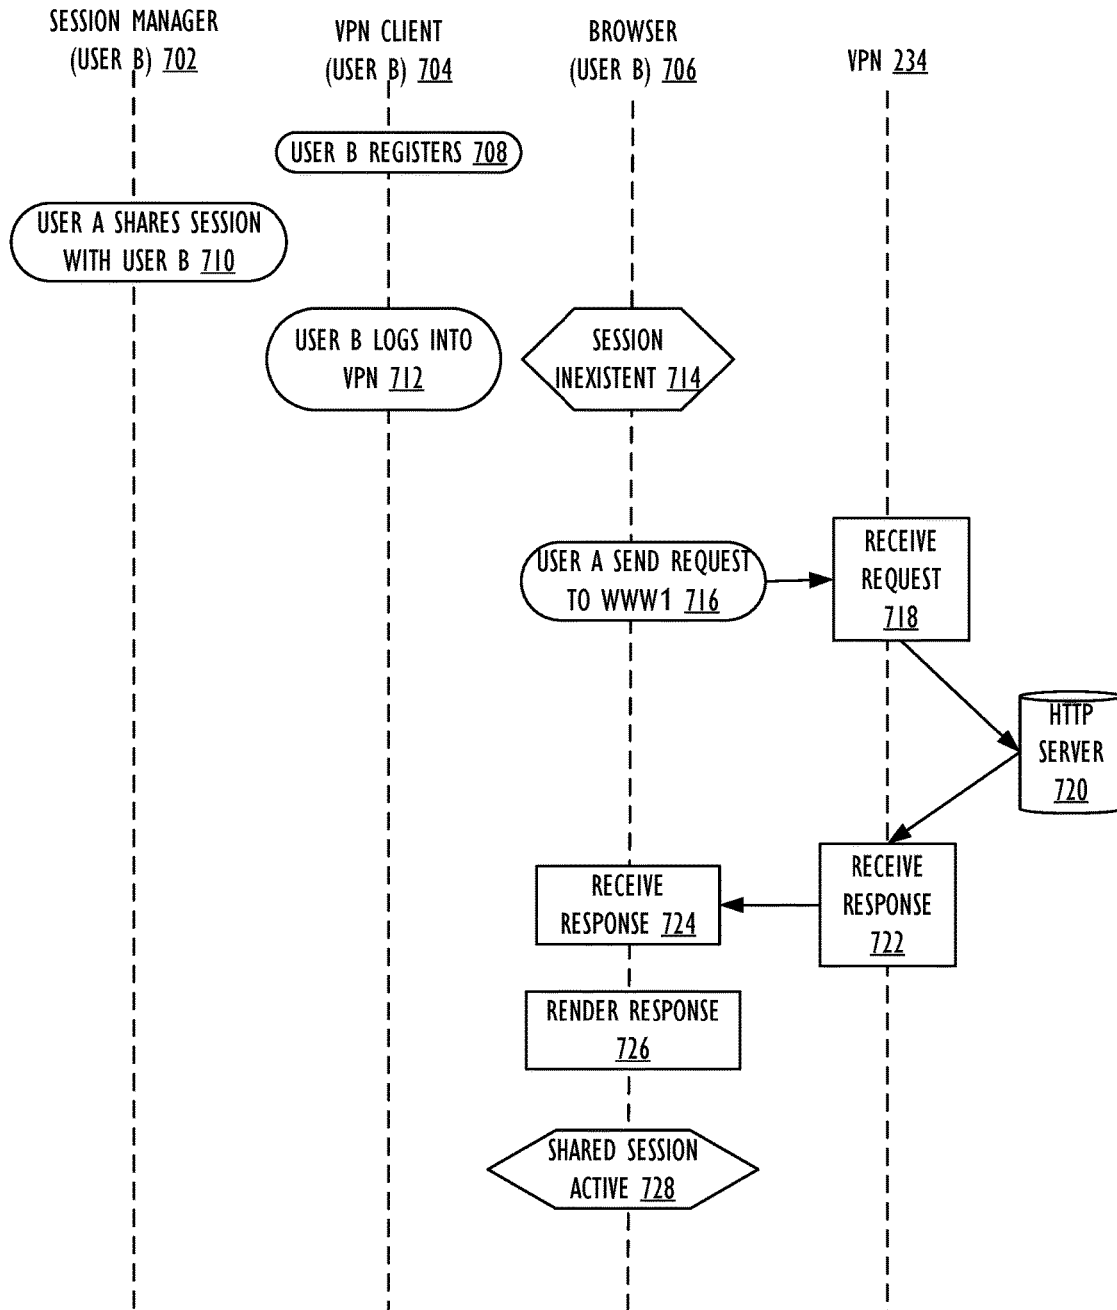 SESSION MANAGER
(USER B) 702
VPN CLIENT
(USER B) 704
BROWSER
(USER B) 706
VPN 234
USER B REGISTERS 708
USER A SHARES SESSION
WITH USER B 710
USER B LOGS INTO
VPN 712
SESSION
INEXISTENT 714
USER A SEND REQUEST
TO WWW1 716
RECEIVE
REQUEST
718
HTTP
SERVER
720
RECEIVE
RESPONSE
722
RECEIVE
RESPONSE 724
RENDER RESPONSE
726
SHARED SESSION
ACTIVE 728